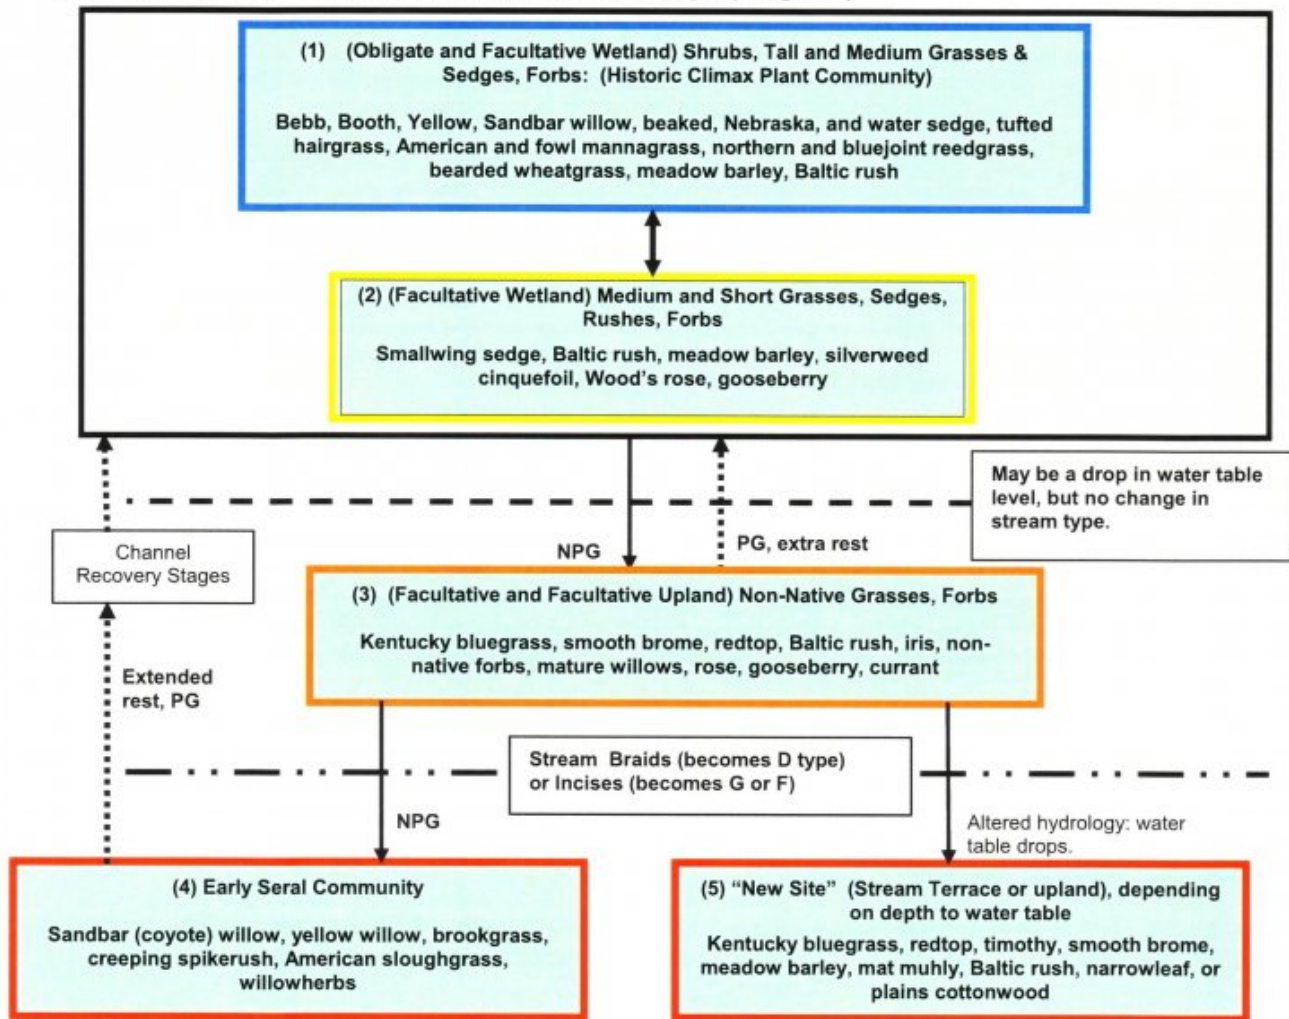 (1) (Obligate and Facultative Wetland) Shrubs, Tall and Medium Grasses &
Sedges, Forbs: (Historic Climax Plant Community)
Bebb, Booth, Yellow, Sandbar willow, beaked, Nebraska, and water sedge, tufted
hairgrass, American and fowl mannagrass, northern and bluejoint reedgrass,
bearded wheatgrass, meadow barley, Baltic rush
(2) (Facultative Wetland) Medium and Short Grasses, Sedges,
Rushes, Forbs
Smallwing sedge, Baltic rush, meadow barley, silverweed
cinquefoil, Wood's rose, gooseberry
May be a drop in water table
level, but no change in
stream type.
Channel
Recovery Stages
NPG
PG, extra rest
(3) (Facultative and Facultative Upland) Non-Native Grasses, Forbs
Kentucky bluegrass, smooth brome, redtop, Baltic rush, iris, non-
native forbs, mature willows, rose, gooseberry, currant
Extended
rest, PG
Stream Braids (becomes D type)
or Incises (becomes G or F)
NPG
Altered hydrology: water
table drops.
(4) Early Seral Community
Sandbar (coyote) willow, yellow willow, brookgrass,
creeping spikerush, American sloughgrass,
willowherbs
(5) "New Site" (Stream Terrace or upland), depending
on depth to water table
Kentucky bluegrass, redtop, timothy, smooth brome,
meadow barley, mat muhly, Baltic rush, narrowleaf, or
plains cottonwood